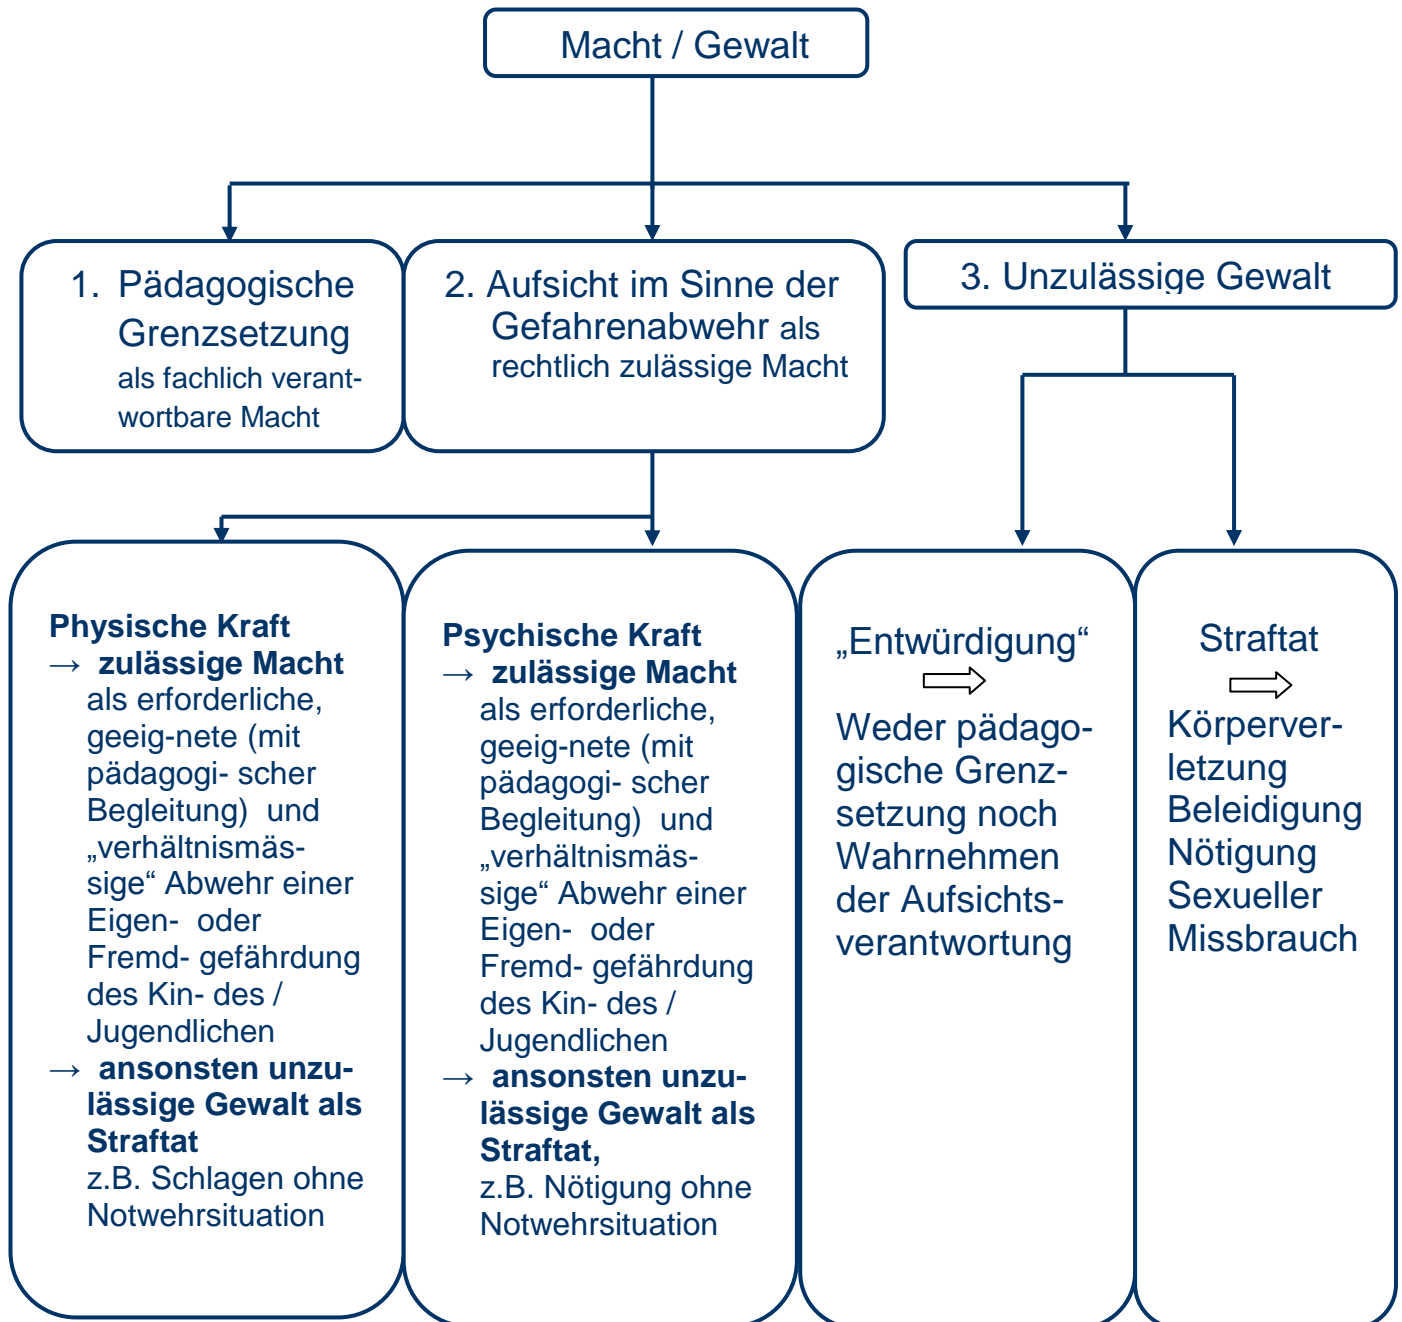 Macht / Gewalt
1. Pädagogische
Grenzsetzung
als fachlich verant-
wortbare Macht
2. Aufsicht im Sinne der
Gefahrenabwehr als
rechtlich zulässige Macht
3. Unzulässige Gewalt
Physische Kraft
→ zulässige Macht
als erforderliche,
geeig-nete (mit
pädagogi- scher
Begleitung) und
„verhältnismäs-
sige“ Abwehr einer
Eigen- oder
Fremd- gefährdung
des Kin- des /
Jugendlichen
→ ansonsten unzu-
lässige Gewalt als
Straftat
z.B. Schlagen ohne
Notwehrsituation
Psychische Kraft
→ zulässige Macht
als erforderliche,
geeig-nete (mit
pädagogi- scher
Begleitung) und
„verhältnismäs-
sige“ Abwehr einer
Eigen- oder
Fremd- gefährdung
des Kin- des /
Jugendlichen
→ ansonsten unzu-
lässige Gewalt als
Straftat,
z.B. Nötigung ohne
Notwehrsituation
„Entwürdigung“
Weder pädago-
gische Grenz-
setzung noch
Wahrnehmen
der Aufsichts-
verantwortung
Straftat
Körperver-
letzung
Beleidigung
Nötigung
Sexueller
Missbrauch